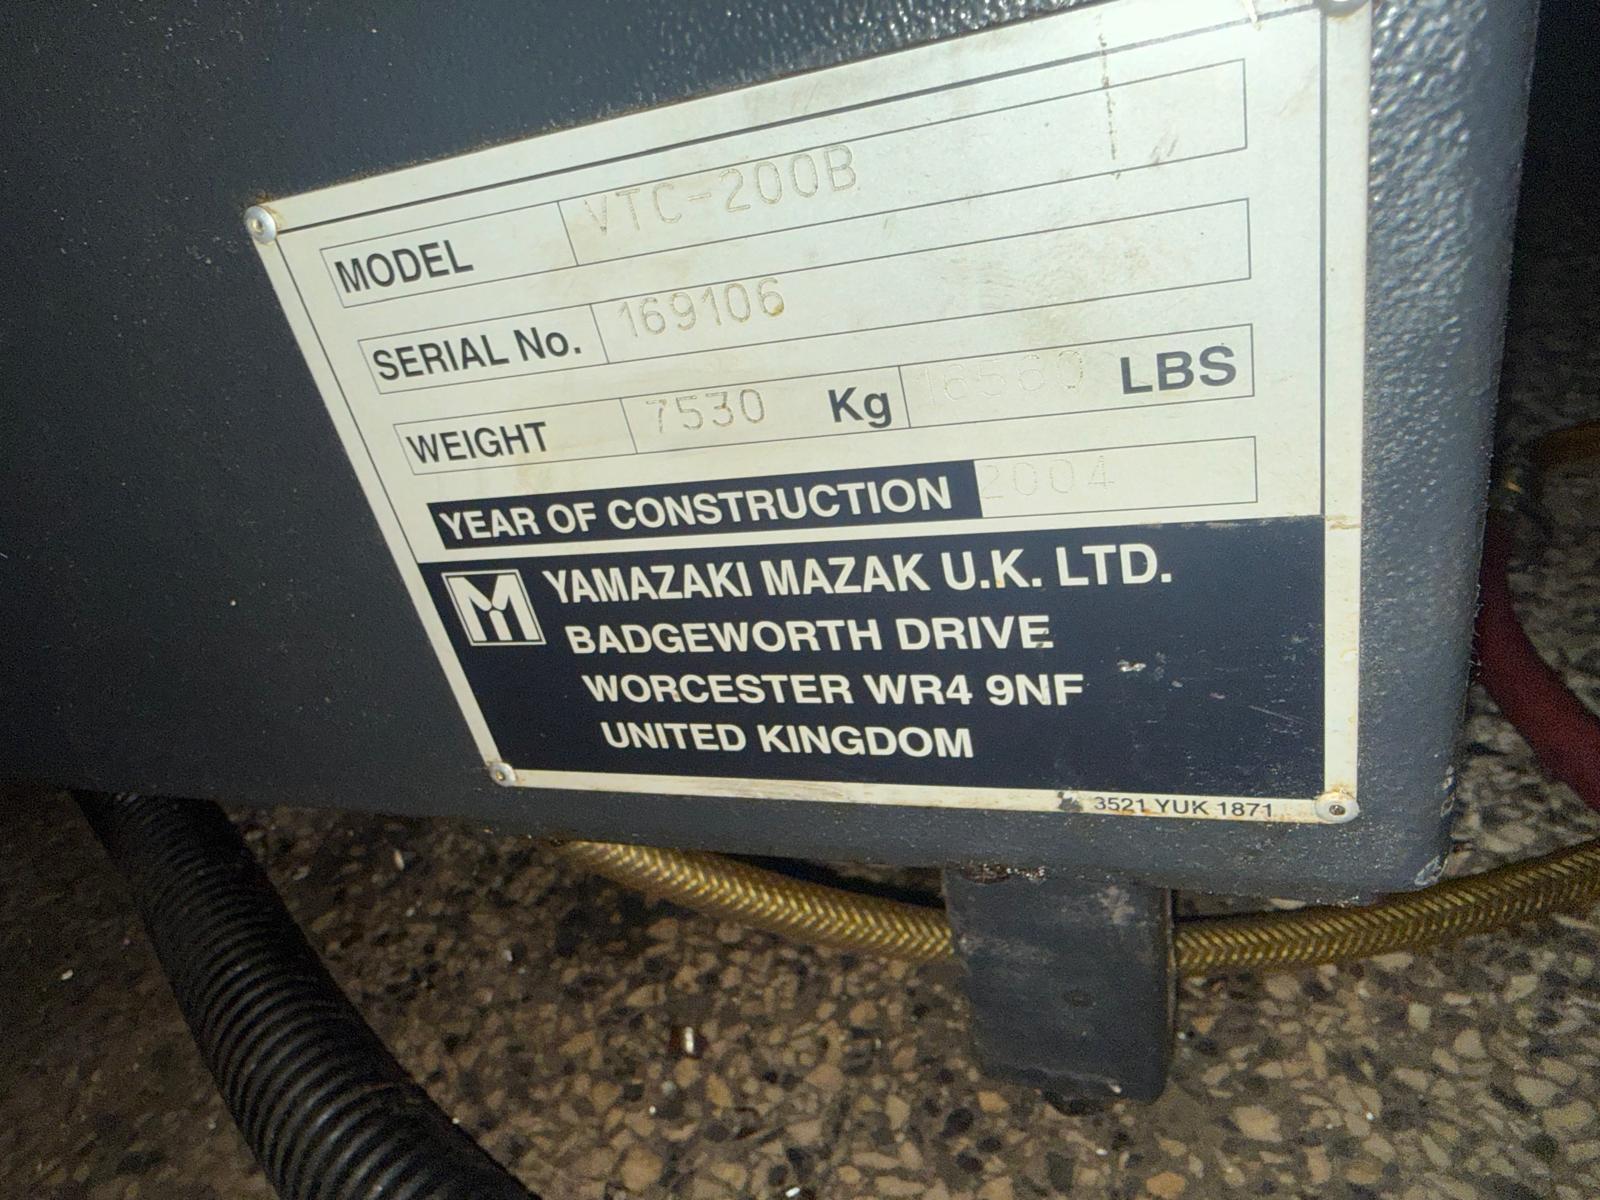 MODEL VTC-200B
SERIAL No. 169106
WEIGHT 7530 Kg 16580 LBS
YEAR OF CONSTRUCTION 2004
YAMAZAKI MAZAK U.K. LTD.
BADGEWORTH DRIVE
WORCESTER WR4 9NF
UNITED KINGDOM
3521 YUK 1871